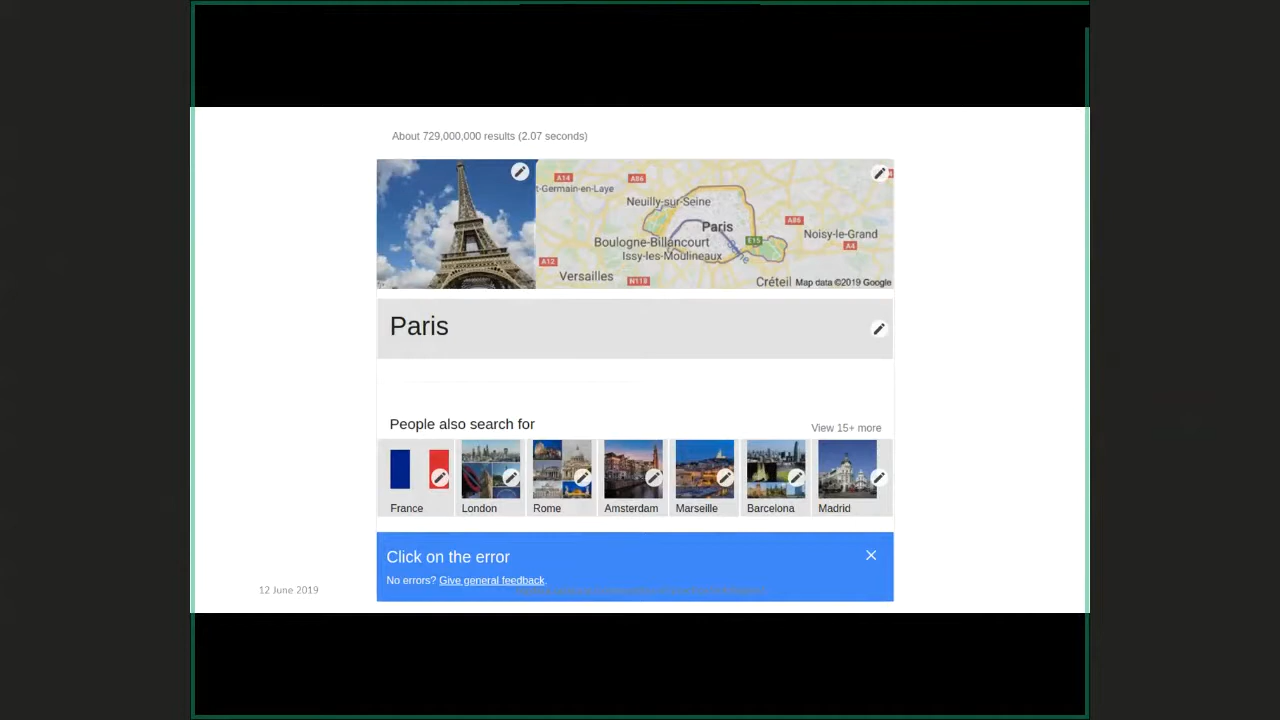 About 729,000,000 results (2.07 seconds)
A14
A86
t-Germain-en-Laye
Neuilly-sur-Seine
Paris
A86
Noisy-le-Grand
E15
A4
Boulogne-Billancourt
Seine
Issy-les-Moulineaux
A12
Versailles
N118
Créteil Map data ©2019 Google
Paris
People also search for
View 15+ more
France London Rome Amsterdam Marseille Barcelona Madrid
Click on the error
No errors? Give general feedback.
12 June 2019